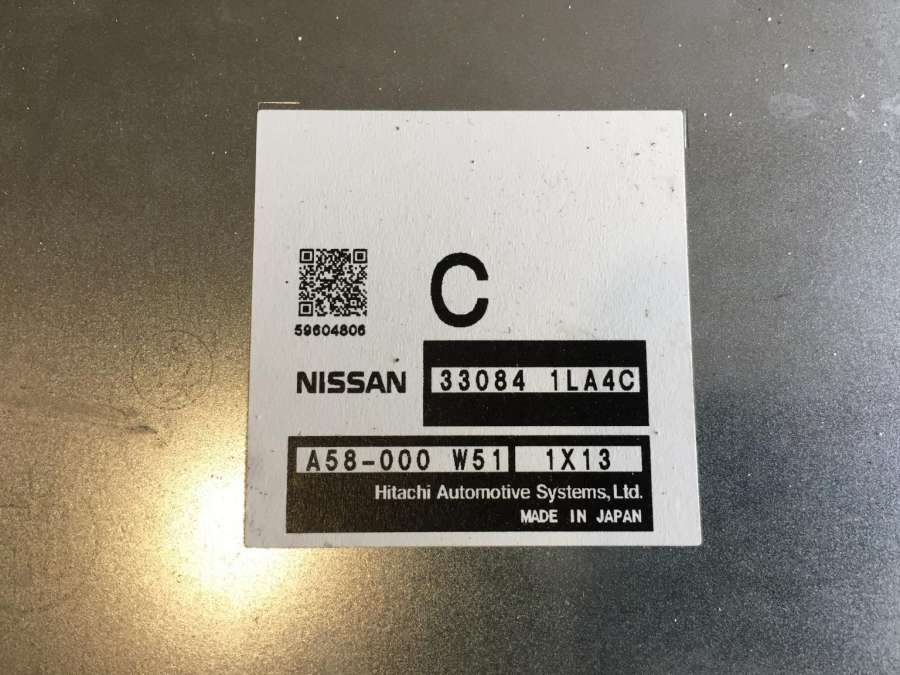 C
59604806
NISSAN 33084 1LA4C
A58-000 W51 1X13
Hitachi Automotive Systems, Ltd.
MADE IN JAPAN